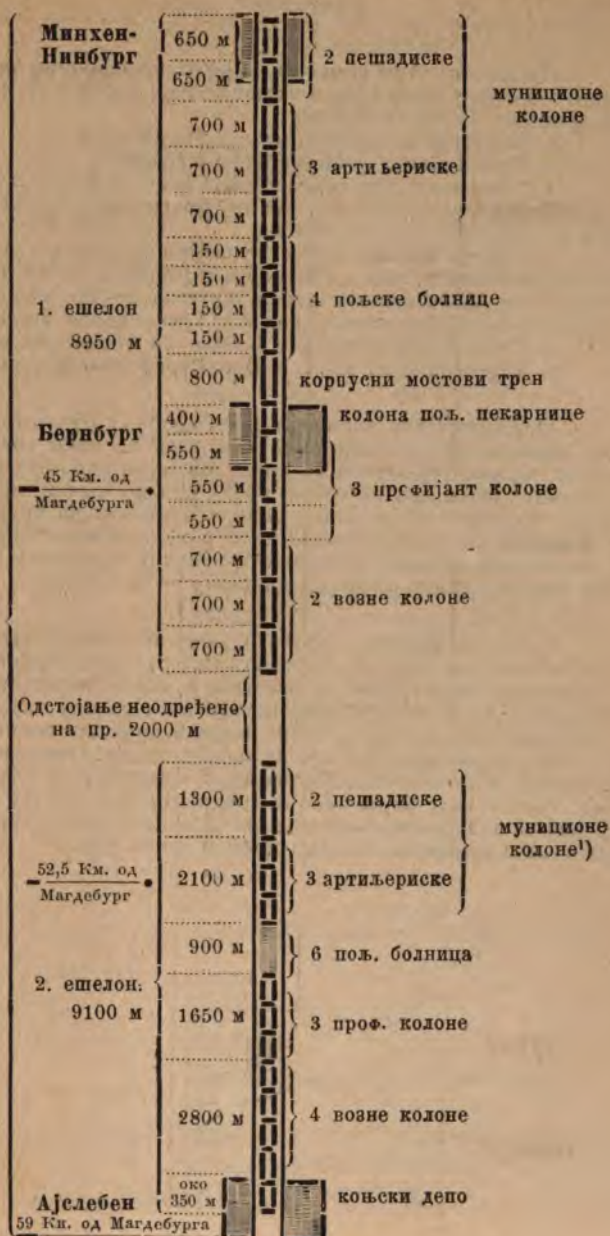 Минхен-
Нинбург
650 м
650 м
2 пешадиске
муниционе
колоне
700 м
700 м
700 м
3 артиљериске
150 м
150 м
150 м
150 м
4 пољске болнице
1. ешелон
8950 м
800 м
корпусни мостови трен
Бернбург
400 м
колона пољ. пекарнице
550 м
550 м
550 м
3 профијант колоне
45 Км. од
Магдебурга
700 м
700 м
700 м
2 возне колоне
Одстојање неодређено
на пр. 2000 м
1300 м
2 пешадиске
муниционе
колоне¹)
52,5 Км. од
Магдебург
2100 м
3 артиљериске
900 м
6 пољ. болница
2. ешелон:
9100 м
1650 м
3 проф. колоне
2800 м
4 возне колоне
око
350 м
коњски депо
Ајслебен
59 Км. од Магдебурга